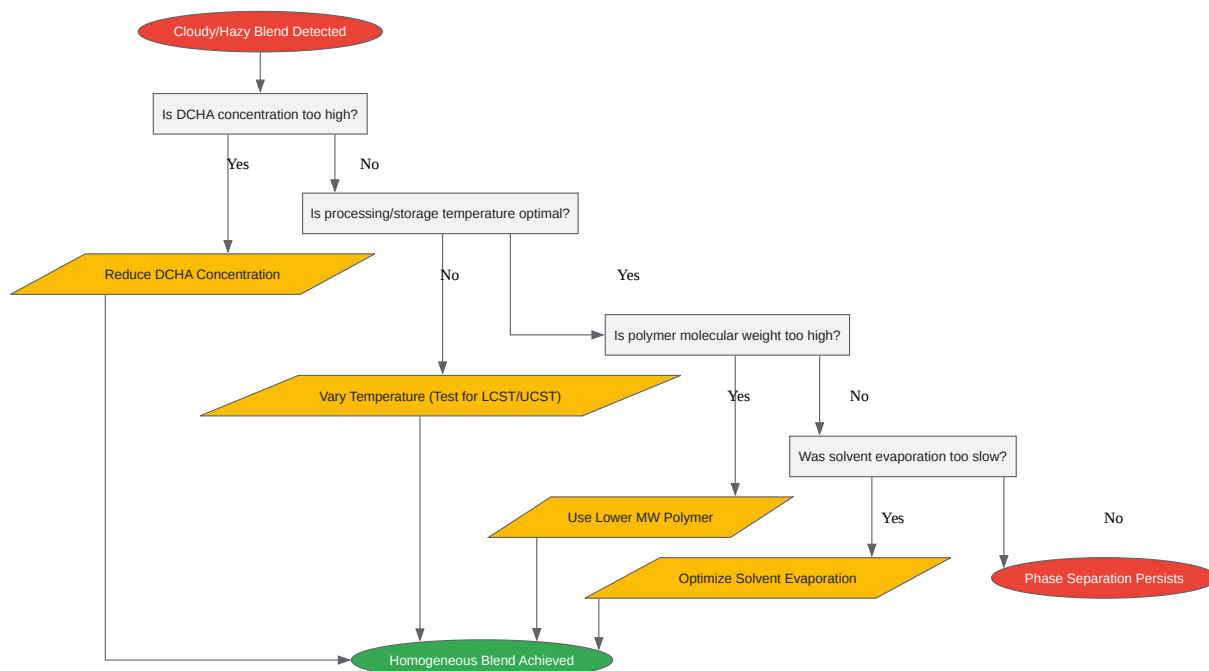 Cloudy/Hazy Blend Detected
Is DCHA concentration too high?
Yes
No
Is processing/storage temperature optimal?
Reduce DCHA Concentration
No
Yes
Is polymer molecular weight too high?
Vary Temperature (Test for LCST/UCST)
Yes
No
Was solvent evaporation too slow?
Use Lower MW Polymer
Yes
No
Optimize Solvent Evaporation
Phase Separation Persists
Homogeneous Blend Achieved